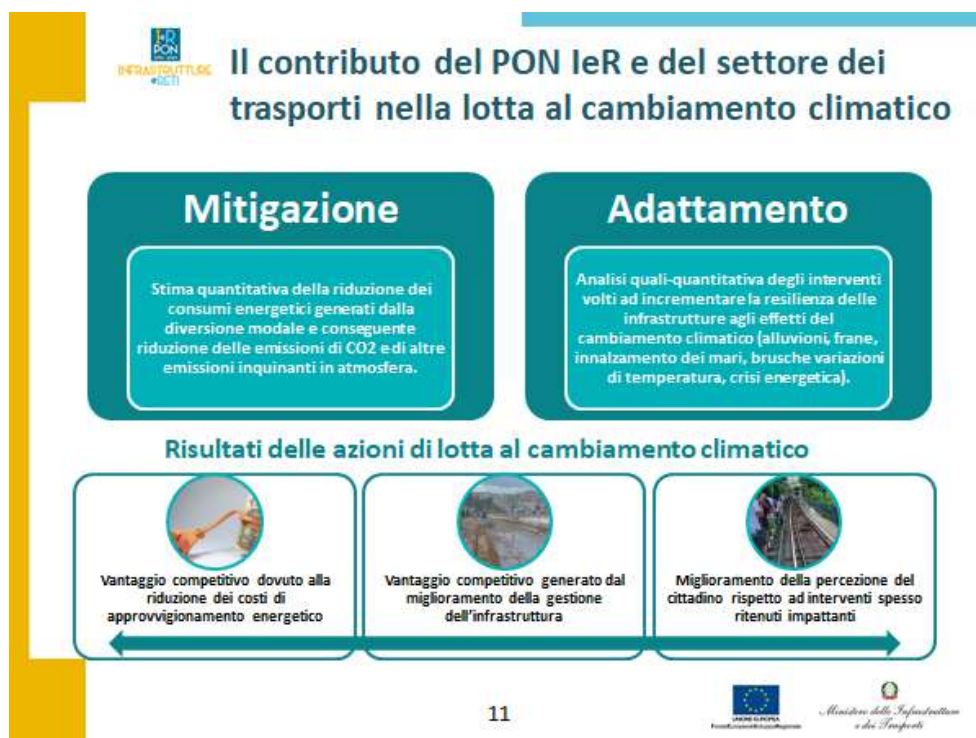 I&R
PON
INFRASTRUTTURE
e RETI
Il contributo del PON IeR e del settore dei
trasporti nella lotta al cambiamento climatico
Mitigazione
Stima quantitativa della riduzione dei
consumi energetici generati dalla
diversione modale e conseguente
riduzione delle emissioni di CO2 e di altre
emissioni inquinanti in atmosfera.
Adattamento
Analisi quali-quantitativa degli interventi
volti ad incrementare la resilienza delle
infrastrutture agli effetti del
cambiamento climatico (alluvioni, frane,
innalzamento dei mari, brusche variazioni
di temperatura, crisi energetica).
Risultati delle azioni di lotta al cambiamento climatico
Vantaggio competitivo dovuto alla
riduzione dei costi di
approvvigionamento energetico
Vantaggio competitivo generato dal
miglioramento della gestione
dell'infrastruttura
Miglioramento della percezione del
cittadino rispetto ad interventi spesso
ritenuti impattanti
11
UNIONE EUROPEA
Ministero delle Infrastrutture
e dei Trasporti